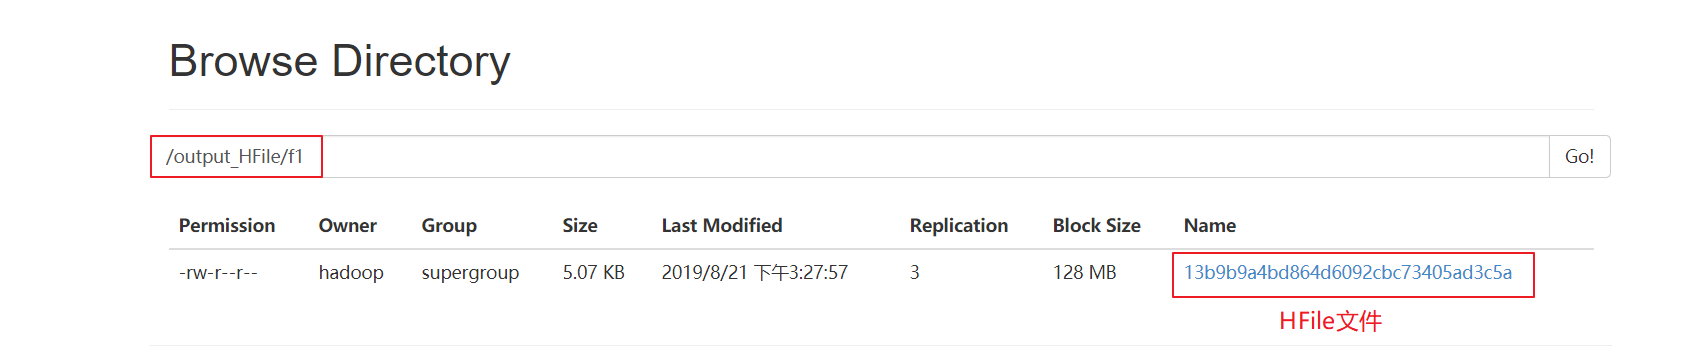 Browse Directory
/output_HFile/f1 Go!
Permission Owner Group Size Last Modified Replication Block Size Name
-rw-r--r-- hadoop supergroup 5.07 KB 2019/8/21 下午3:27:57 3 128 MB 13b9b9a4bd864d6092cbc73405ad3c5a
HFile文件